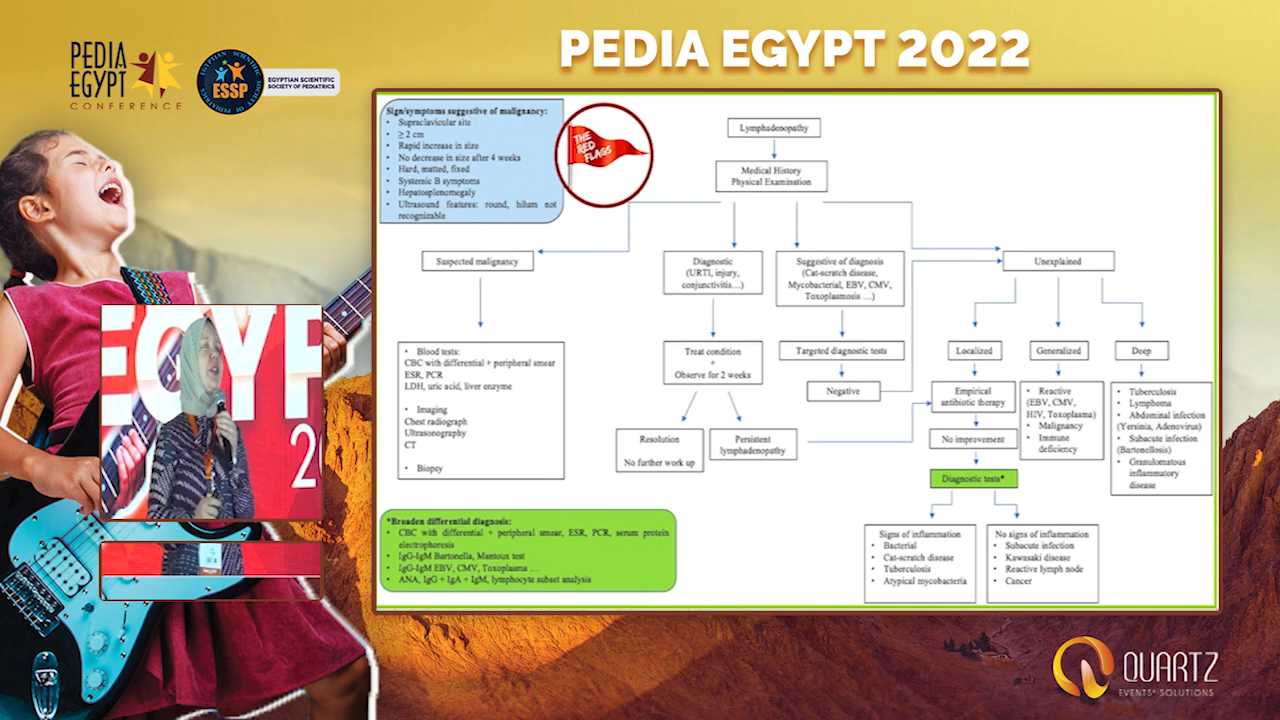 PEDIA EGYPT 2022
PEDIA
EGYPT
CONFERENCE
EGYPTIAN SCIENTIFIC SOCIETY OF PEDIATRICS
ESSP
EGYPTIAN SCIENTIFIC
SOCIETY OF PEDIATRICS
Sign/symptoms suggestive of malignancy:
• Supraclavicular site
• ≥ 2 cm
• Rapid increase in size
• No decrease in size after 4 weeks
• Hard, matted, fixed
• Systemic B symptoms
• Hepatosplenomegaly
• Ultrasound features: round, hilum not
recognizable
THE
RED
FLAGS
Lymphadenopathy
Medical History
Physical Examination
Suspected malignancy
Diagnostic
(URTI, injury,
conjunctivitis…)
Suggestive of diagnosis
(Cat-scratch disease,
Mycobacterial, EBV, CMV,
Toxoplasmosis …)
Unexplained
• Blood tests:
CBC with differential + peripheral smear
ESR, PCR
LDH, uric acid, liver enzyme
• Imaging
Chest radiograph
Ultrasonography
CT
• Biopsy
Treat condition
+
Observe for 2 weeks
Targeted diagnostic tests
Negative
Resolution
No further work up
Persistent
lymphadenopathy
Localized
Generalized
Deep
Empirical
antibiotic therapy
No improvement
Diagnostic tests*
• Reactive
(EBV, CMV,
HIV, Toxoplasma)
• Malignancy
• Immune
deficiency
• Tuberculosis
• Lymphoma
• Abdominal infection
(Yersinia, Adenovirus)
• Subacute infection
(Bartonellosis)
• Granulomatous
inflammatory
disease
Signs of inflammation
• Bacterial
• Cat-scratch disease
• Tuberculosis
• Atypical mycobacteria
No signs of inflammation
• Subacute infection
• Kawasaki disease
• Reactive lymph node
• Cancer
*Broaden differential diagnosis:
• CBC with differential + peripheral smear, ESR, PCR, serum protein
electrophoresis
• IgG-IgM Bartonella, Mantoux test
• IgG-IgM EBV, CMV, Toxoplasma …
• ANA, IgG + IgA + IgM, lymphocyte subset analysis
EGYP
2
QUARTZ
EVENTS' SOLUTIONS